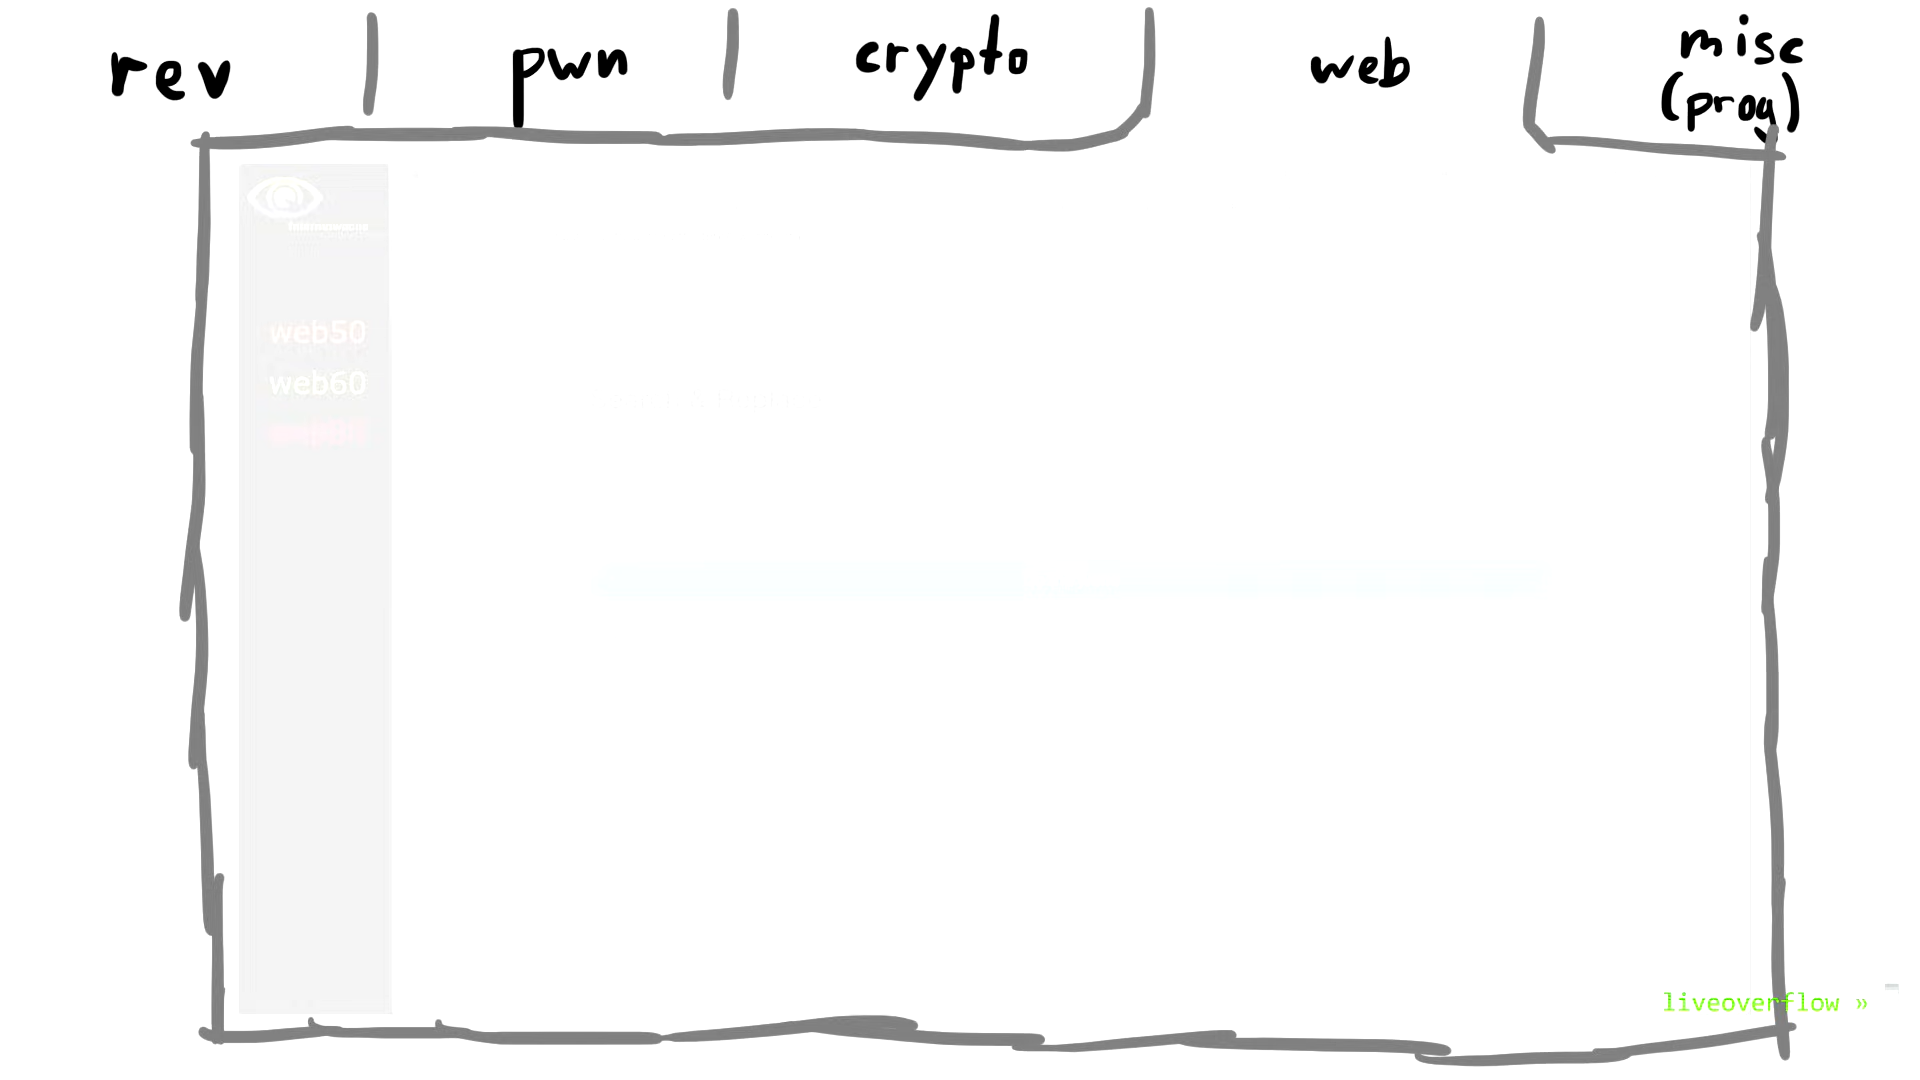 rev
pwn
crypto
web
misc
(prog)
web50
web60
liveoverflow »